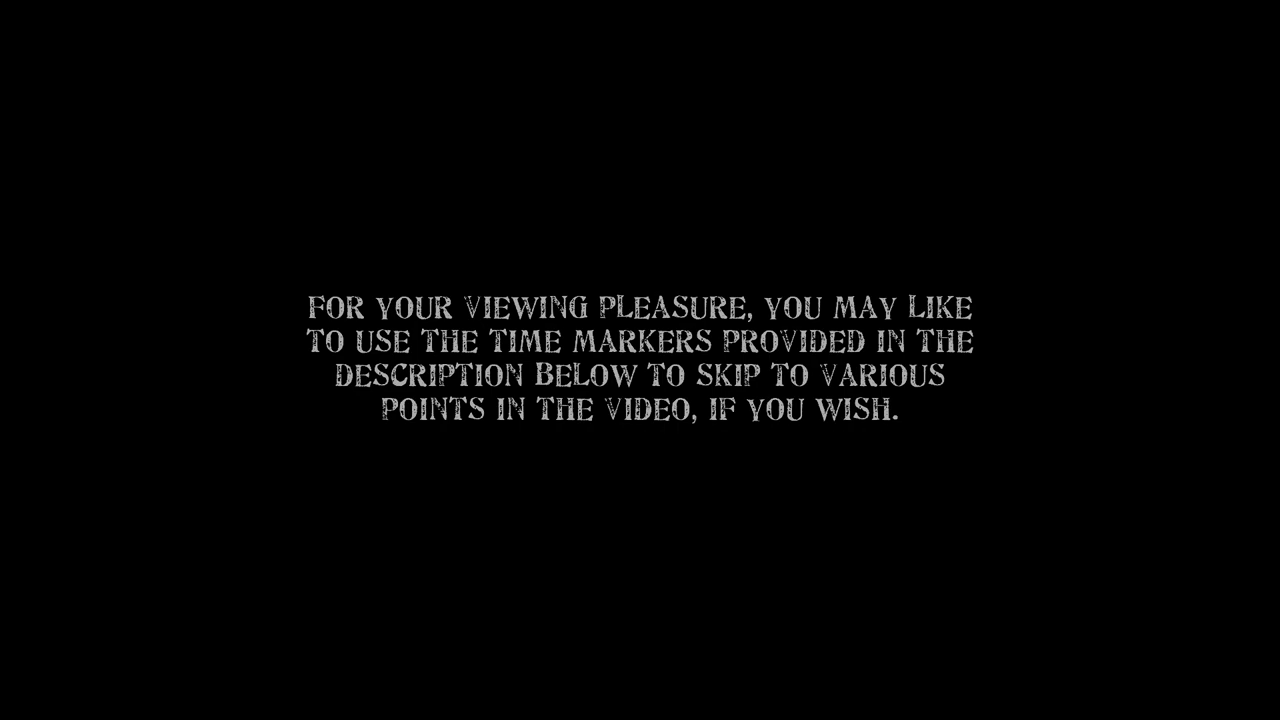 FOR YOUR VIEWING PLEASURE, YOU MAY LIKE
TO USE THE TIME MARKERS PROVIDED IN THE
DESCRIPTION BELOW TO SKIP TO VARIOUS
POINTS IN THE VIDEO, IF YOU WISH.